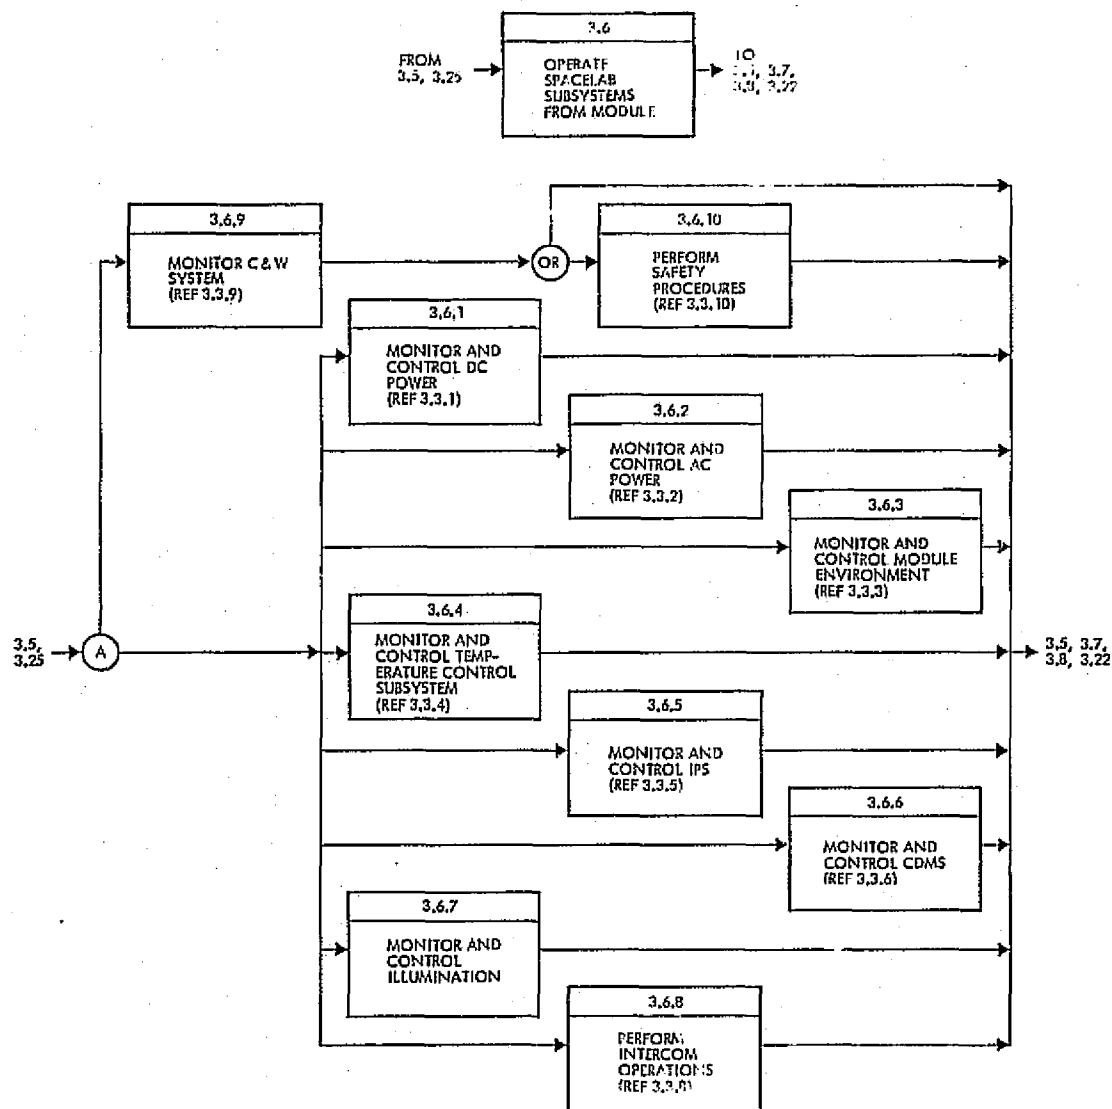 3.6
FROM
3.5, 3.25
OPERATE
SPACELAB
SUBSYSTEMS
FROM MODULE
TO
3.7,
3.22
3.6.9
MONITOR C & W
SYSTEM
(REF 3.3.9)
OR
3.6.10
PERFORM
SAFETY
PROCEDURES
(REF 3.3.10)
3.6.1
MONITOR AND
CONTROL DC
POWER
(REF 3.3.1)
3.6.2
MONITOR AND
CONTROL AC
POWER
(REF 3.3.2)
3.6.3
MONITOR AND
CONTROL MODULE
ENVIRONMENT
(REF 3.3.3)
3.5,
3.25
A
3.6.4
MONITOR AND
CONTROL TEMP-
ERATURE CONTROL
SUBSYSTEM
(REF 3.3.4)
3.5, 3.7,
3.8, 3.22
3.6.5
MONITOR AND
CONTROL IPS
(REF 3.3.5)
3.6.6
MONITOR AND
CONTROL CDMS
(REF 3.3.6)
3.6.7
MONITOR AND
CONTROL
ILLUMINATION
3.6.8
PERFORM
INTERCOM
OPERATIONS
(REF